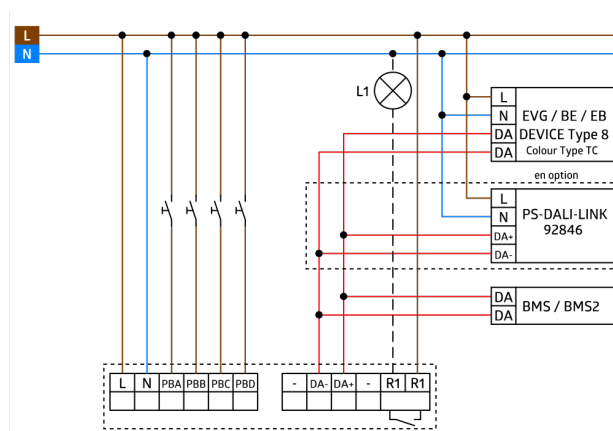 L
N
L1
L
N
DA
DA
EVG / BE / EB
DEVICE Type 8
Colour Type TC
en option
L
N
DA+
DA-
PS-DALI-LINK
92846
DA
DA
BMS / BMS2
L N PBA PBB PBC PBD
- DA- DA+ - R1 R1